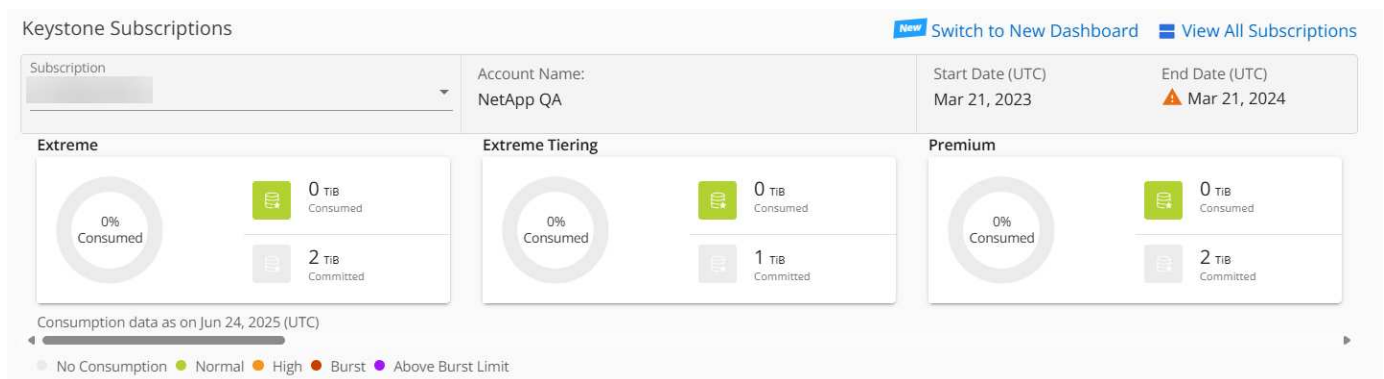 Keystone Subscriptions
New Switch to New Dashboard View All Subscriptions
Subscription
Account Name:
NetApp QA
Start Date (UTC)
Mar 21, 2023
End Date (UTC)
Mar 21, 2024
Extreme
0%
Consumed
0 TiB
Consumed
2 TiB
Committed
Extreme Tiering
0%
Consumed
0 TiB
Consumed
1 TiB
Committed
Premium
0%
Consumed
0 TiB
Consumed
2 TiB
Committed
Consumption data as on Jun 24, 2025 (UTC)
No Consumption Normal High Burst Above Burst Limit